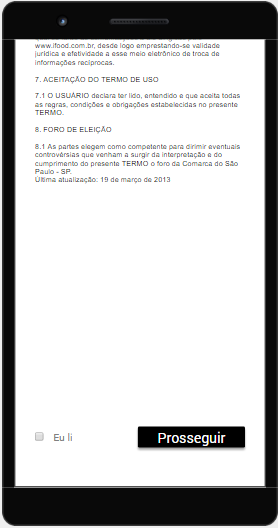 www.ifood.com.br, desde logo emprestando-se validade
jurídica e efetividade a esse meio eletrônico de troca de
informações recíprocas.
7. ACEITAÇÃO DO TERMO DE USO
7.1 O USUÁRIO declara ter lido, entendido e que aceita todas
as regras, condições e obrigações estabelecidas no presente
TERMO.
8. FORO DE ELEIÇÃO
8.1 As partes elegem como competente para dirimir eventuais
controvérsias que venham a surgir da interpretação e do
cumprimento do presente TERMO o foro da Comarca do São
Paulo - SP.
Última atualização: 19 de março de 2013
Eu li
Prosseguir